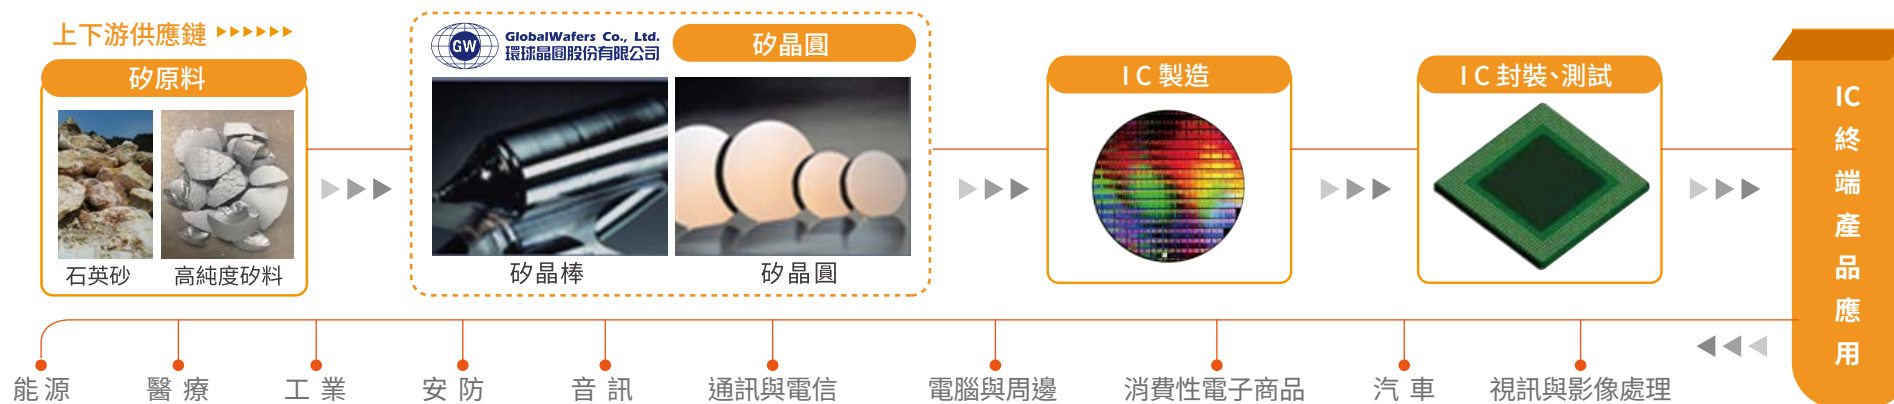 上下游供應鏈
矽原料
石英砂
高純度矽料
GW
GlobalWafers Co., Ltd.
環球晶圓股份有限公司
矽晶圓
矽晶棒
矽晶圓
IC 製造
IC 封裝、測試
IC終端產品應用
能源
醫療
工業
安防
音訊
通訊與電信
電腦與周邊
消費性電子商品
汽車
視訊與影像處理